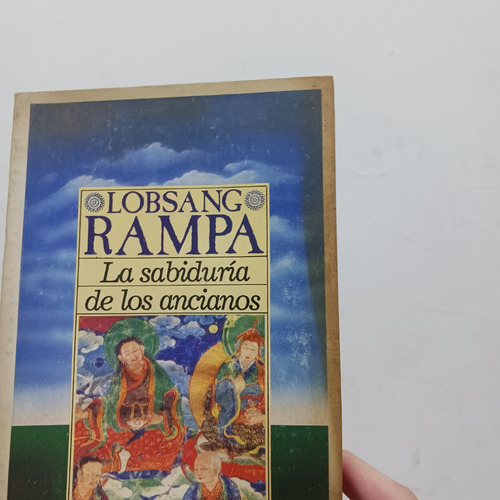 LOBSANG
RAMPA
La sabiduría
de los ancianos